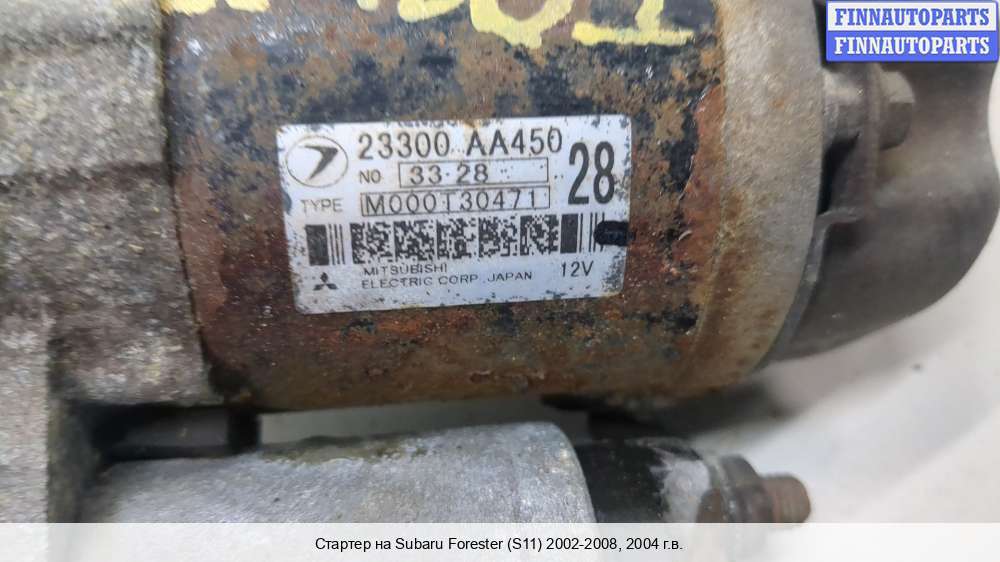 FINNAUTOPARTS
FINNAUTOPARTS
23300 AA450
NO 33-28
28
TYPE M000T30471
MITSUBISHI
ELECTRIC CORP. JAPAN 12V
Стартер на Subaru Forester (S11) 2002-2008, 2004 г.в.